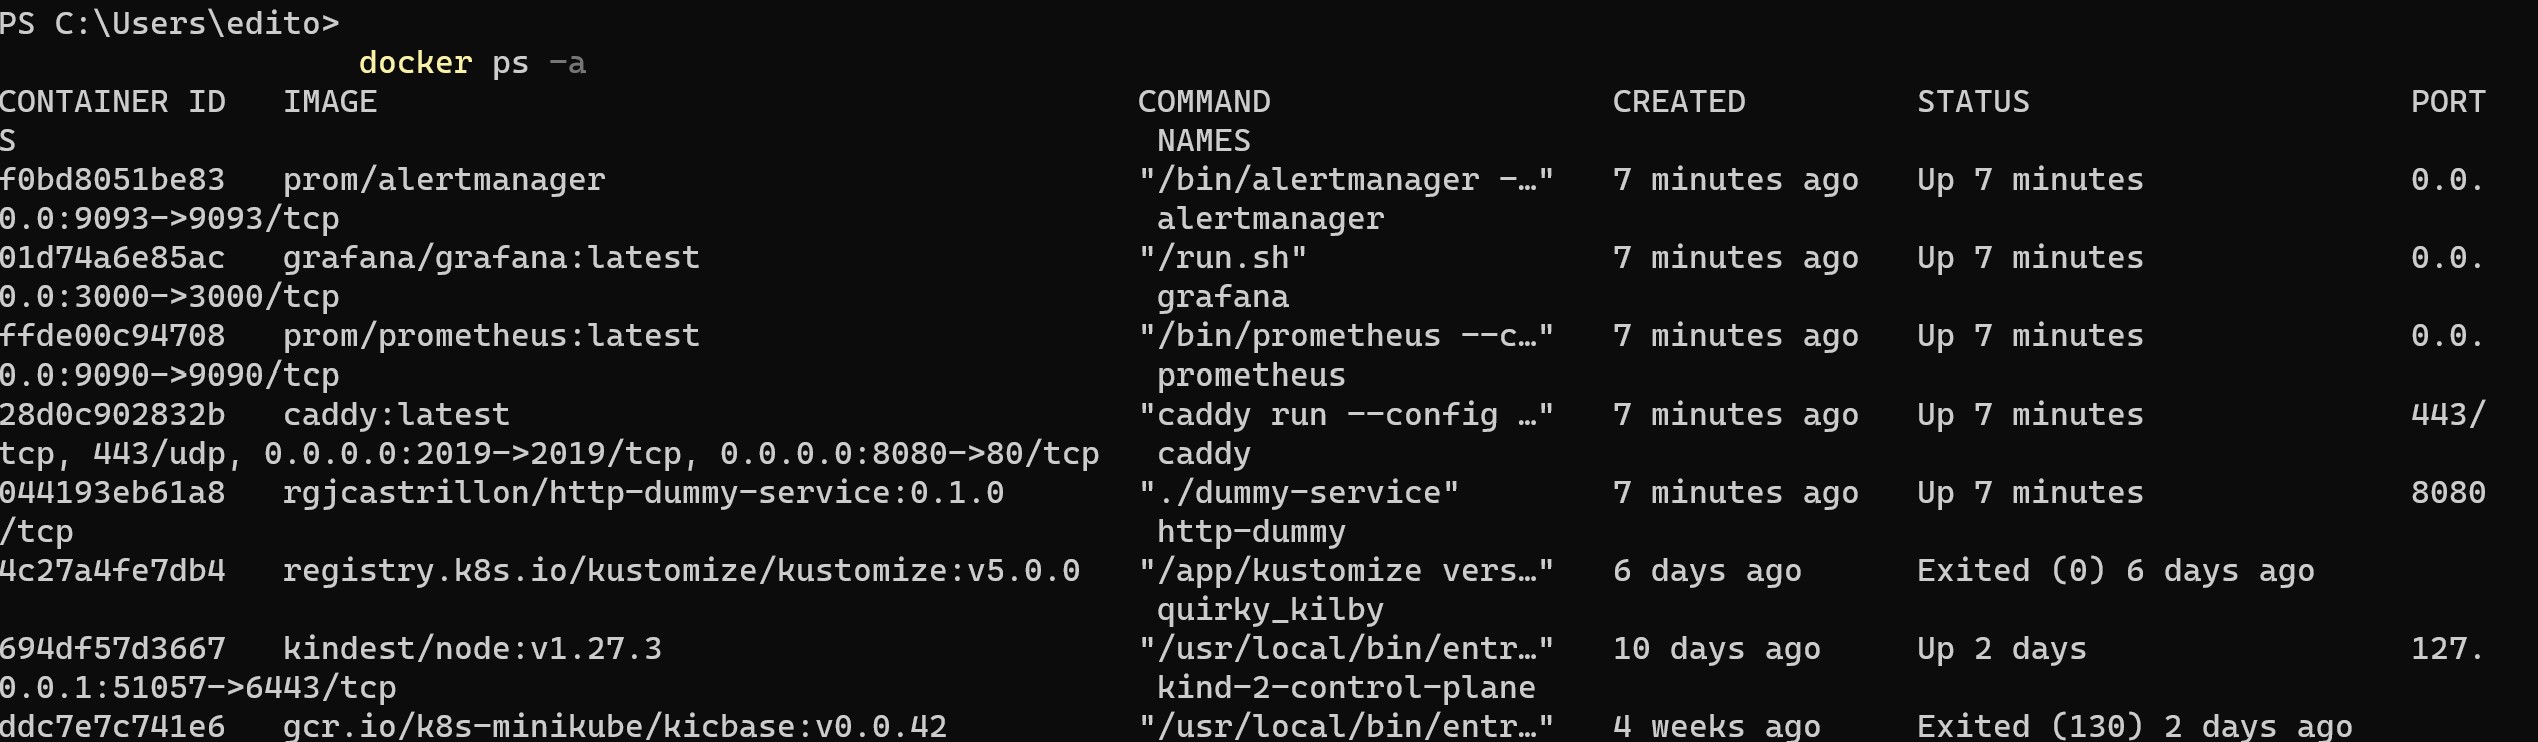 PS C:\Users\edito>
docker ps -a
CONTAINER ID   IMAGE                                        COMMAND                  CREATED         STATUS                    PORT
S                                                            NAMES
f0bd8051be83   prom/alertmanager                            "/bin/alertmanager -…"   7 minutes ago   Up 7 minutes              0.0.
0.0:9093->9093/tcp                                           alertmanager
01d74a6e85ac   grafana/grafana:latest                       "/run.sh"                7 minutes ago   Up 7 minutes              0.0.
0.0:3000->3000/tcp                                           grafana
ffde00c94708   prom/prometheus:latest                       "/bin/prometheus --c…"   7 minutes ago   Up 7 minutes              0.0.
0.0:9090->9090/tcp                                           prometheus
28d0c902832b   caddy:latest                                 "caddy run --config …"   7 minutes ago   Up 7 minutes              443/
tcp, 443/udp, 0.0.0.0:2019->2019/tcp, 0.0.0.0:8080->80/tcp   caddy
044193eb61a8   rgjcastrillon/http-dummy-service:0.1.0       "./dummy-service"        7 minutes ago   Up 7 minutes              8080
/tcp                                                         http-dummy
4c27a4fe7db4   registry.k8s.io/kustomize/kustomize:v5.0.0   "/app/kustomize vers…"   6 days ago      Exited (0) 6 days ago
quirky_kilby
694df57d3667   kindest/node:v1.27.3                         "/usr/local/bin/entr…"   10 days ago     Up 2 days                 127.
0.0.1:51057->6443/tcp                                        kind-2-control-plane
ddc7e7c741e6   gcr.io/k8s-minikube/kicbase:v0.0.42          "/usr/local/bin/entr…"   4 weeks ago     Exited (130) 2 days ago